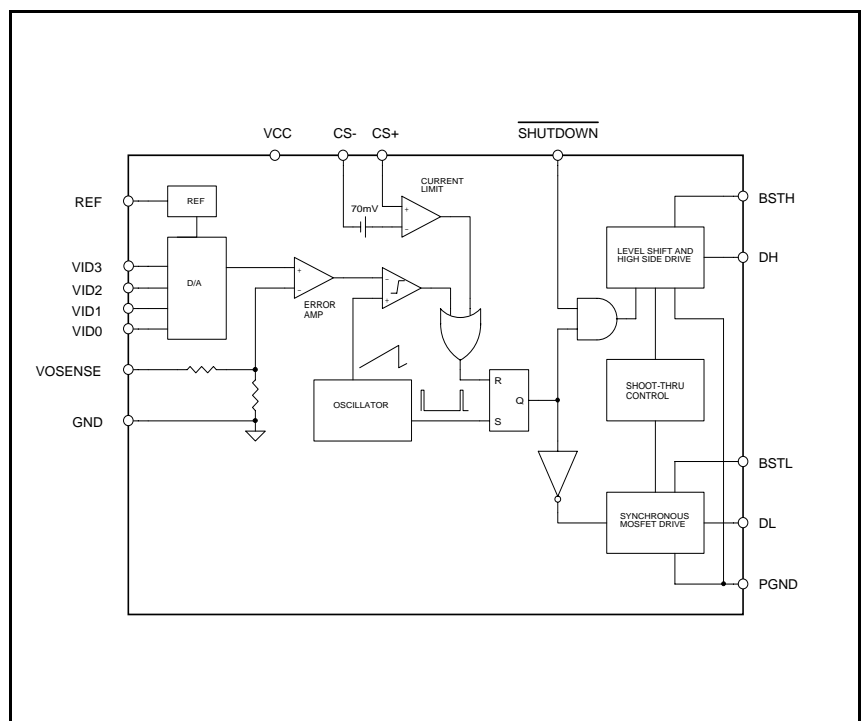 VCC
CS-
CS+
SHUTDOWN
REF
REF
CURRENT
LIMIT
70mV
+
−
BSTH
LEVEL SHIFT AND
HIGH SIDE DRIVE
DH
VID3
VID2
VID1
VID0
D/A
+
−
ERROR
AMP
−
+
VOSENSE
GND
OSCILLATOR
R
Q
S
SHOOT-THRU
CONTROL
BSTL
SYNCHRONOUS
MOSFET DRIVE
DL
PGND